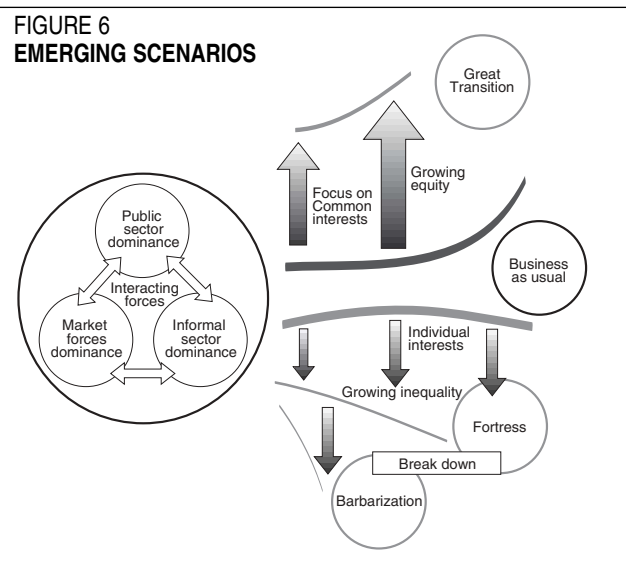 FIGURE 6
EMERGING SCENARIOS
Great
Transition
Growing
equity
Focus on
Common
interests
Public
sector
dominance
Interacting
forces
Market
forces
dominance
Informal
sector
dominance
Business
as usual
Individual
interests
Growing inequality
Fortress
Break down
Barbarization